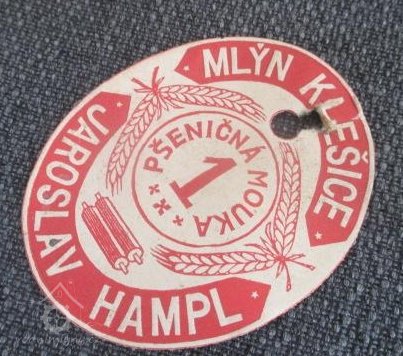 MLÝN KLEŠICE
JAROSLAV HAMPL
PŠENIČNÁ MOUKA
1